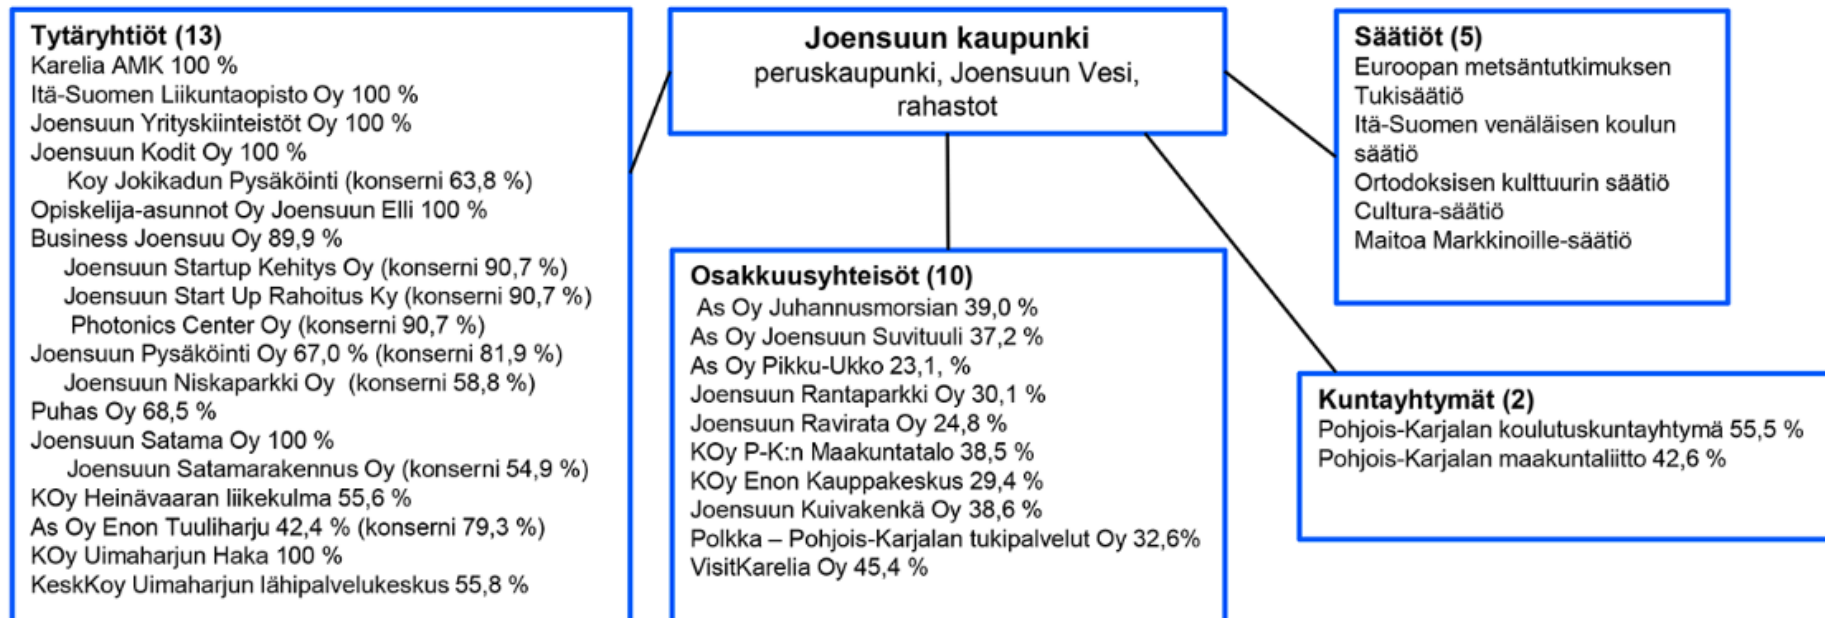 Tytäryhtiöt (13)
Karelia AMK 100 %
Itä-Suomen Liikuntaopisto Oy 100 %
Joensuun Yrityskiinteistöt Oy 100 %
Joensuun Kodit Oy 100 %
Koy Jokikadun Pysäköinti (konserni 63,8 %)
Opiskelija-asunnot Oy Joensuun Elli 100 %
Business Joensuu Oy 89,9 %
Joensuun Startup Kehitys Oy (konserni 90,7 %)
Joensuun Start Up Rahoitus Ky (konserni 90,7 %)
Photonics Center Oy (konserni 90,7 %)
Joensuun Pysäköinti Oy 67,0 % (konserni 81,9 %)
Joensuun Niskaparkki Oy (konserni 58,8 %)
Puhas Oy 68,5 %
Joensuun Satama Oy 100 %
Joensuun Satamarakennus Oy (konserni 54,9 %)
KOy Heinävaaran liikekulma 55,6 %
As Oy Enon Tuuliharju 42,4 % (konserni 79,3 %)
KOy Uimaharjun Haka 100 %
KeskKoy Uimaharjun lähipalvelukeskus 55,8 %
Joensuun kaupunki
peruskaupunki, Joensuun Vesi,
rahastot
Osakkuusyhteisöt (10)
As Oy Juhannusmorsian 39,0 %
As Oy Joensuun Suvituuli 37,2 %
As Oy Pikku-Ukko 23,1, %
Joensuun Rantaparkki Oy 30,1 %
Joensuun Ravirata Oy 24,8 %
KOy P-K:n Maakuntatalo 38,5 %
KOy Enon Kauppakeskus 29,4 %
Joensuun Kuivakenkä Oy 38,6 %
Polkka – Pohjois-Karjalan tukipalvelut Oy 32,6%
VisitKarelia Oy 45,4 %
Säätiöt (5)
Euroopan metsäntutkimuksen
Tukisäätiö
Itä-Suomen venäläisen koulun
säätiö
Ortodoksisen kulttuurin säätiö
Cultura-säätiö
Maitoa Markkinoille-säätiö
Kuntayhtymät (2)
Pohjois-Karjalan koulutuskuntayhtymä 55,5 %
Pohjois-Karjalan maakuntaliitto 42,6 %